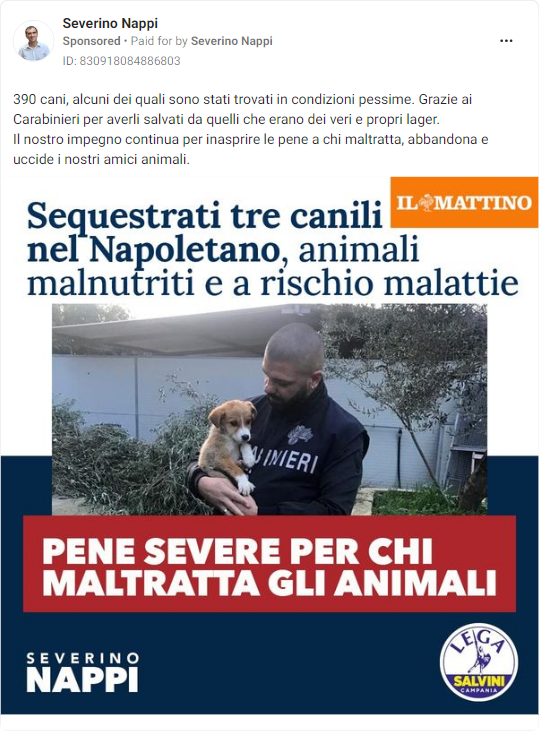 Severino Nappi
Sponsored • Paid for by Severino Nappi
ID: 830918084886803
390 cani, alcuni dei quali sono stati trovati in condizioni pessime. Grazie ai
Carabinieri per averli salvati da quelli che erano dei veri e propri lager.
Il nostro impegno continua per inasprire le pene a chi maltratta, abbandona e
uccide i nostri amici animali.
IL MATTINO
Sequestrati tre canili
nel Napoletano, animali
malnutriti e a rischio malattie
INIERI
PENE SEVERE PER CHI
MALTRATTA GLI ANIMALI
SEVERINO
NAPPI
LEGA
SALVINI
CAMPANIA